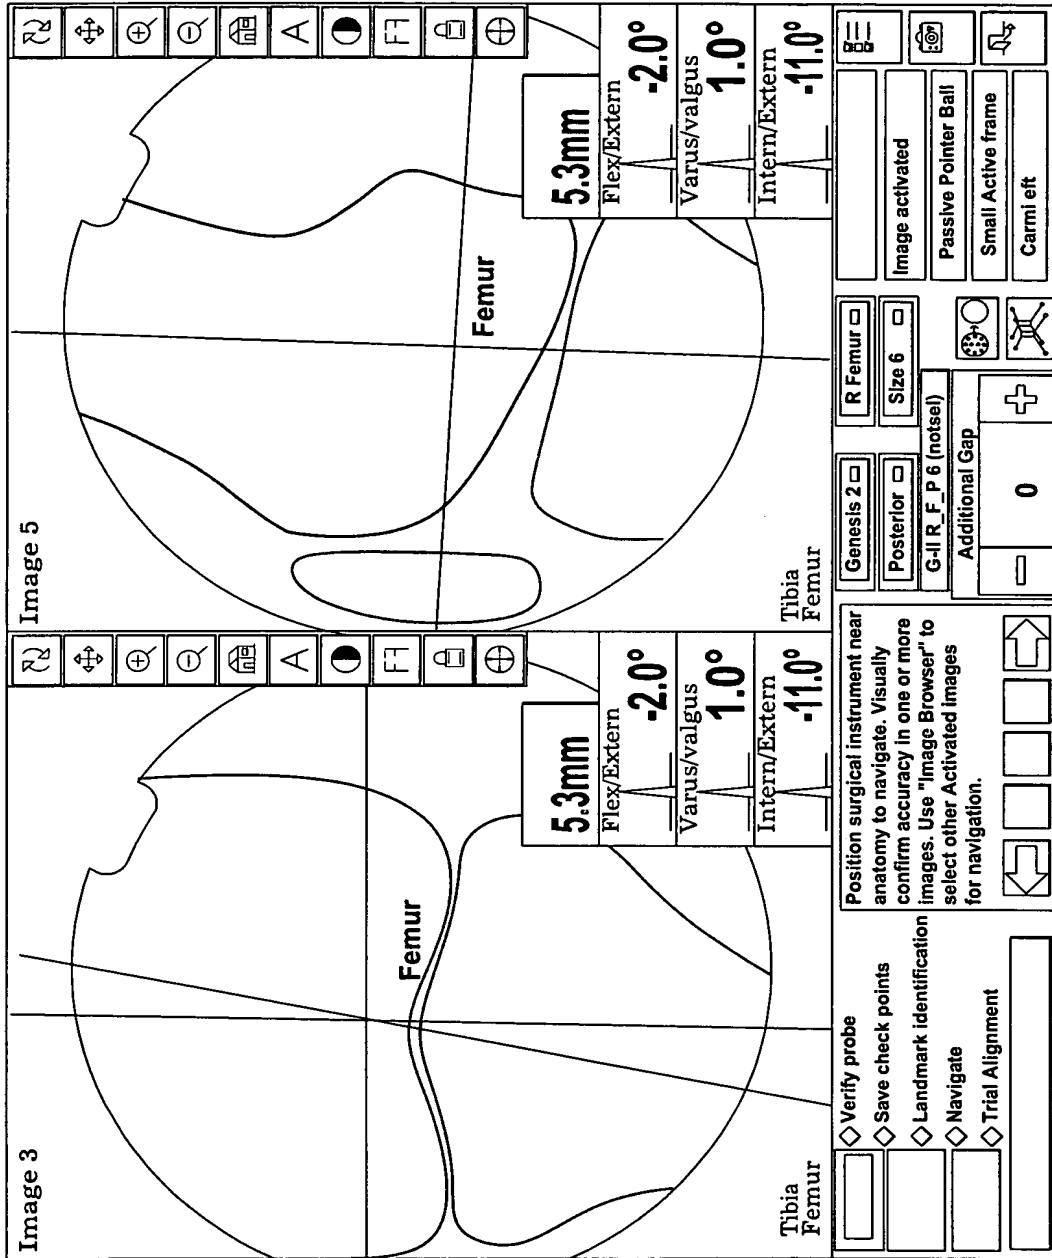 Image 3
A
Femur
5.3mm
Flex/Extern
-2.0°
Varus/valgus
1.0°
Intern/Extern
-11.0°
Tibia
Femur
Image 5
A
Femur
5.3mm
Flex/Extern
-2.0°
Varus/valgus
1.0°
Intern/Extern
-11.0°
Tibia
Femur
Verify probe
Save check points
Landmark identification
Navigate
Trial Alignment
Position surgical instrument near
anatomy to navigate. Visually
confirm accuracy in one or more
images. Use "Image Browser" to
select other Activated images
for navigation.
Genesis 2
R Femur
Posterior
Size 6
G-II R_F_P 6 (notsel)
Additional Gap
0
Image activated
Passive Pointer Ball
Small Active frame
Carmi eft